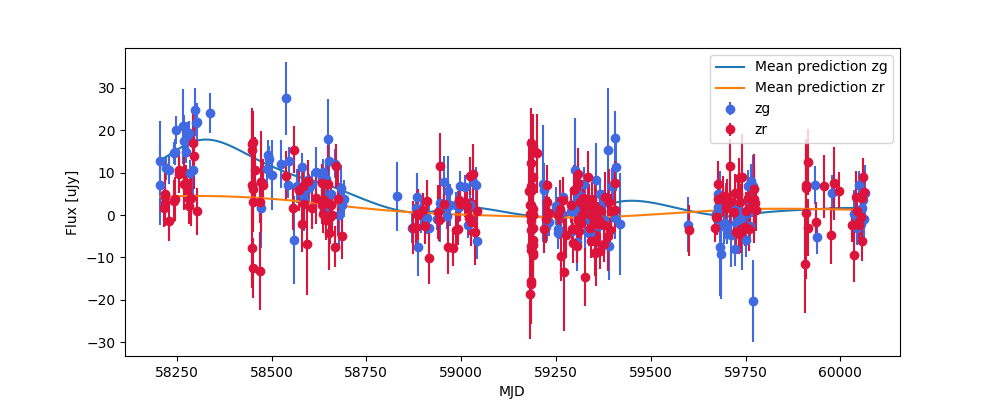 Mean prediction zg
Mean prediction zr
zg
zr
Flux [uJy]
30
20
10
0
−10
−20
−30
58250
58500
58750
59000
59250
59500
59750
60000
MJD